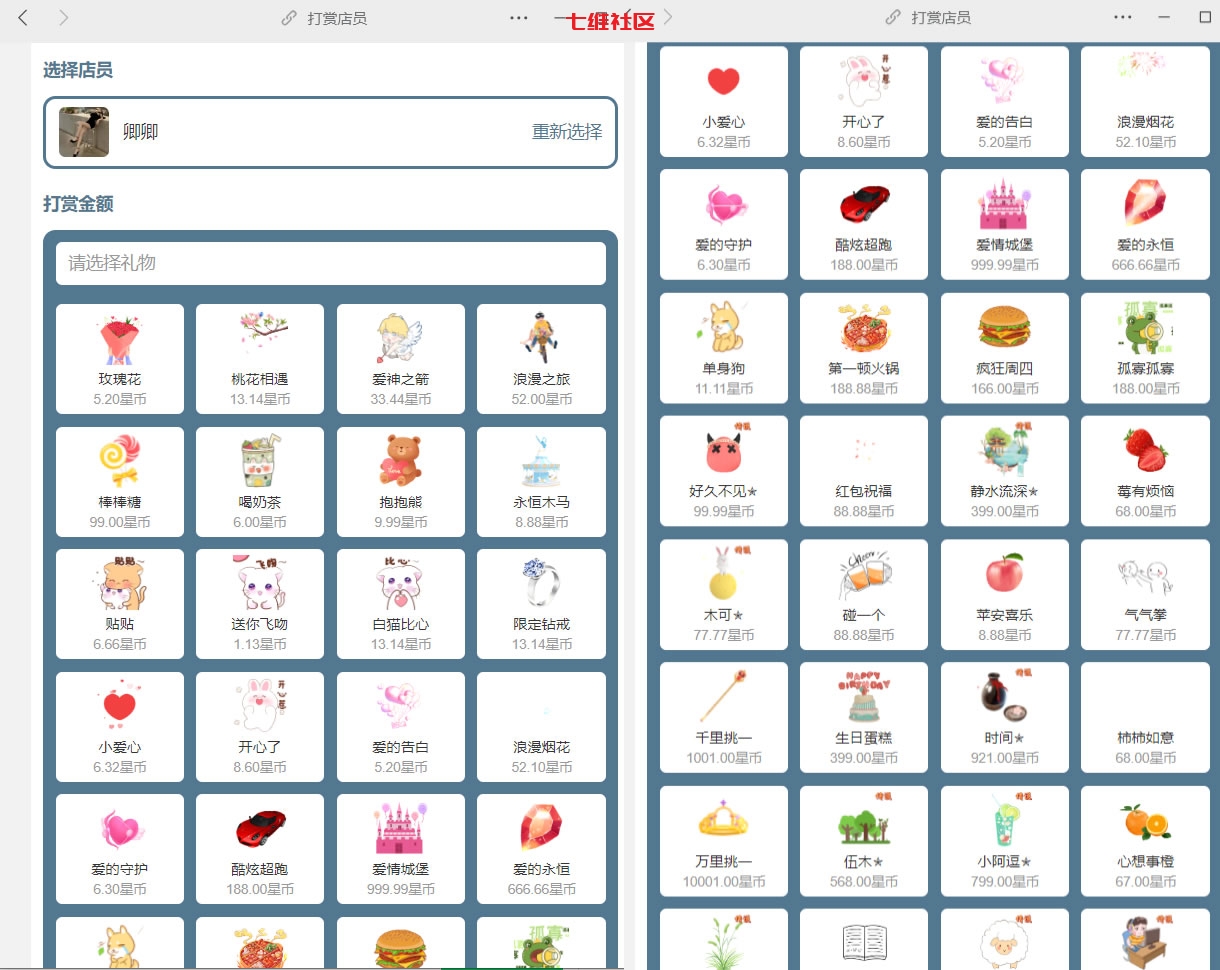 打赏店员
七维社区
打赏店员
选择店员
卿卿
重新选择
打赏金额
请选择礼物
玫瑰花 桃花相遇 爱神之箭 浪漫之旅
5.20星币 13.14星币 33.44星币 52.00星币
棒棒糖 喝奶茶 抱抱熊 永恒木马
99.00星币 6.00星币 9.99星币 8.88星币
贴贴~ 飞吻~ 比心~
贴贴 送你飞吻 白猫比心 限定钻戒
6.66星币 1.13星币 13.14星币 13.14星币
开心惹
小爱心 开心了 爱的告白 浪漫烟花
6.32星币 8.60星币 5.20星币 52.10星币
爱的守护 酷炫超跑 爱情城堡 爱的永恒
6.30星币 188.00星币 999.99星币 666.66星币
孤寡
开心惹
小爱心 开心了 爱的告白 浪漫烟花
6.32星币 8.60星币 5.20星币 52.10星币
爱的守护 酷炫超跑 爱情城堡 爱的永恒
6.30星币 188.00星币 999.99星币 666.66星币
孤寡
单身狗 第一顿火锅 疯狂周四 孤寡孤寡
11.11星币 188.88星币 166.00星币 188.00星币
好久不见★ 红包祝福 静水流深★ 莓有烦恼
99.99星币 88.88星币 399.00星币 68.00星币
Cheers
木可★ 碰一个 苹安喜乐 气气拳
77.77星币 88.88星币 8.88星币 77.77星币
HAPPY
BIRTHDAY
千里挑一 生日蛋糕 时间★ 柿柿如意
1001.00星币 399.00星币 921.00星币 68.00星币
万里挑一 伍木★ 小阿逗★ 心想事橙
10001.00星币 568.00星币 799.00星币 67.00星币